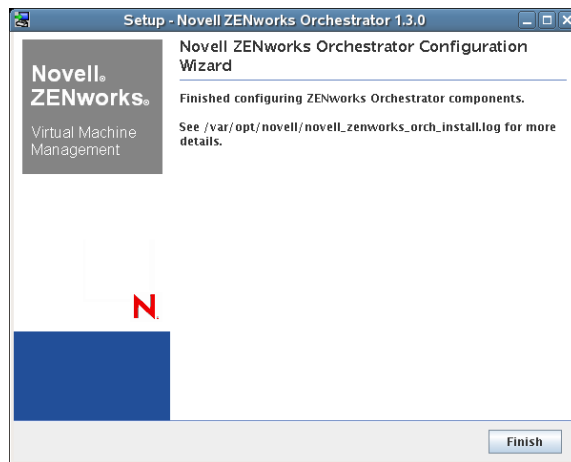 Setup - Novell ZENworks Orchestrator 1.3.0
Novell®
ZENworks®
Virtual Machine
Management
Novell ZENworks Orchestrator Configuration
Wizard
Finished configuring ZENworks Orchestrator components.
See /var/opt/novell/novell_zenworks_orch_install.log for more
details.
N.
Finish